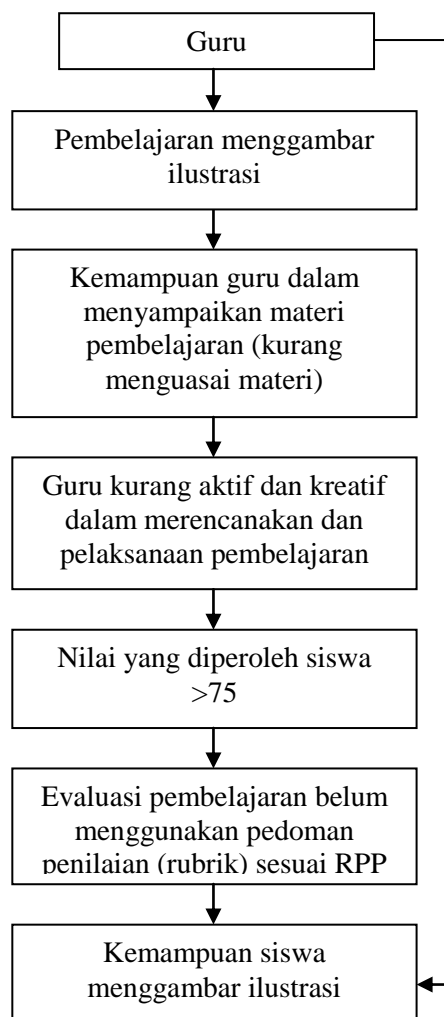 Guru
Pembelajaran menggambar
ilustrasi
Kemampuan guru dalam
menyampaikan materi
pembelajaran (kurang
menguasai materi)
Guru kurang aktif dan kreatif
dalam merencanakan dan
pelaksanaan pembelajaran
Nilai yang diperoleh siswa
>75
Evaluasi pembelajaran belum
menggunakan pedoman
penilaian (rubrik) sesuai RPP
Kemampuan siswa
menggambar ilustrasi